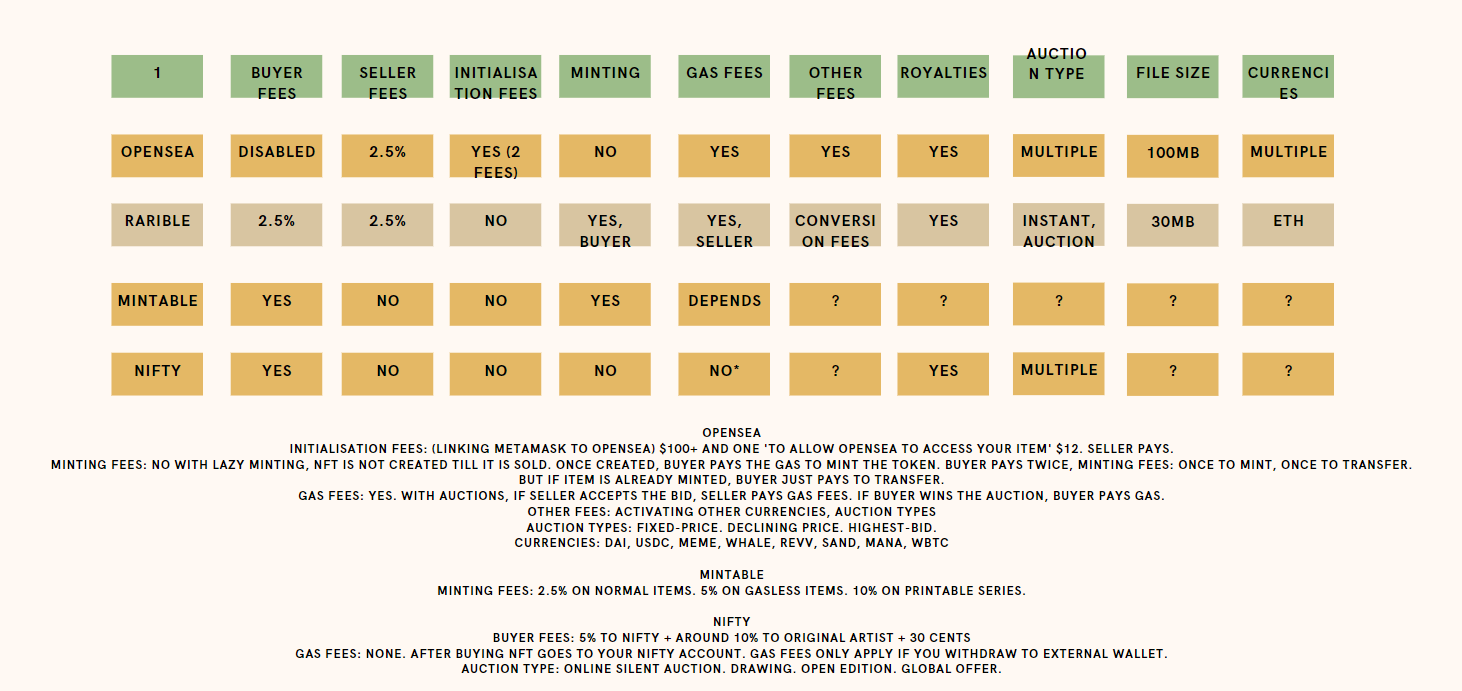 1 BUYER FEES SELLER FEES INITIALISATION FEES MINTING GAS FEES OTHER FEES ROYALTIES AUCTION TYPE FILE SIZE CURRENCIES
OPENSEA DISABLED 2.5% YES (2 FEES) NO YES YES YES MULTIPLE 100MB MULTIPLE
RARIBLE 2.5% 2.5% NO YES, BUYER YES, SELLER CONVERSION FEES YES INSTANT, AUCTION 30MB ETH
MINTABLE YES NO NO YES DEPENDS ? ? ? ? ?
NIFTY YES NO NO NO NO* ? YES MULTIPLE ? ?
OPENSEA
INITIALISATION FEES: (LINKING METAMASK TO OPENSEA) $100+ AND ONE 'TO ALLOW OPENSEA TO ACCESS YOUR ITEM' $12. SELLER PAYS.
MINTING FEES: NO WITH LAZY MINTING, NFT IS NOT CREATED TILL IT IS SOLD. ONCE CREATED, BUYER PAYS THE GAS TO MINT THE TOKEN. BUYER PAYS TWICE, MINTING FEES: ONCE TO MINT, ONCE TO TRANSFER.
BUT IF ITEM IS ALREADY MINTED, BUYER JUST PAYS TO TRANSFER.
GAS FEES: YES. WITH AUCTIONS, IF SELLER ACCEPTS THE BID, SELLER PAYS GAS FEES. IF BUYER WINS THE AUCTION, BUYER PAYS GAS.
OTHER FEES: ACTIVATING OTHER CURRENCIES, AUCTION TYPES
AUCTION TYPES: FIXED-PRICE. DECLINING PRICE. HIGHEST-BID.
CURRENCIES: DAI, USDC, MEME, WHALE, REVV, SAND, MANA, WBTC
MINTABLE
MINTING FEES: 2.5% ON NORMAL ITEMS. 5% ON GASLESS ITEMS. 10% ON PRINTABLE SERIES.
NIFTY
BUYER FEES: 5% TO NIFTY + AROUND 10% TO ORIGINAL ARTIST + 30 CENTS
GAS FEES: NONE. AFTER BUYING NFT GOES TO YOUR NIFTY ACCOUNT. GAS FEES ONLY APPLY IF YOU WITHDRAW TO EXTERNAL WALLET.
AUCTION TYPE: ONLINE SILENT AUCTION. DRAWING. OPEN EDITION. GLOBAL OFFER.